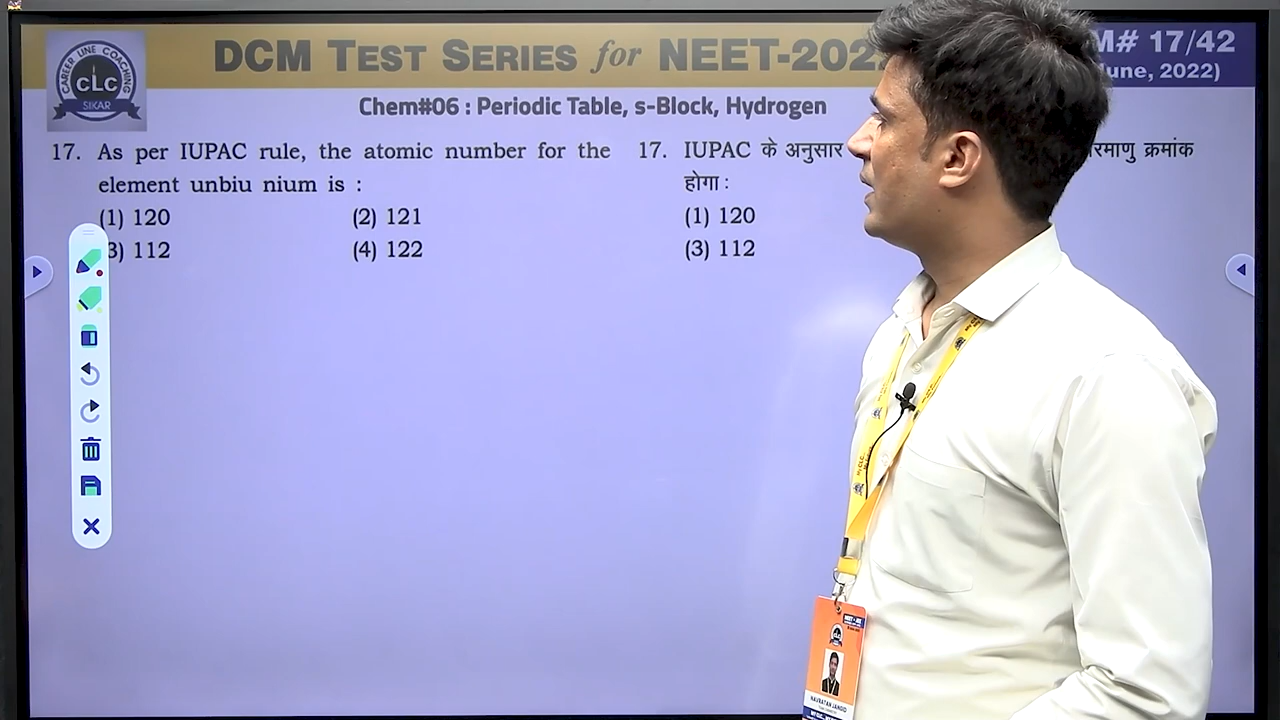 DCM TEST SERIES for NEET-202
M# 17/42
June, 2022)
CAREER LINE COACHING
CLC
SIKAR
Chem#06 : Periodic Table, s-Block, Hydrogen
17. As per IUPAC rule, the atomic number for the
element unbiu nium is :
(1) 120 (2) 121
3) 112 (4) 122
17. IUPAC के अनुसार
रमाणु क्रमांक
होगा :
(1) 120
(3) 112
NAVRATAN JANGID